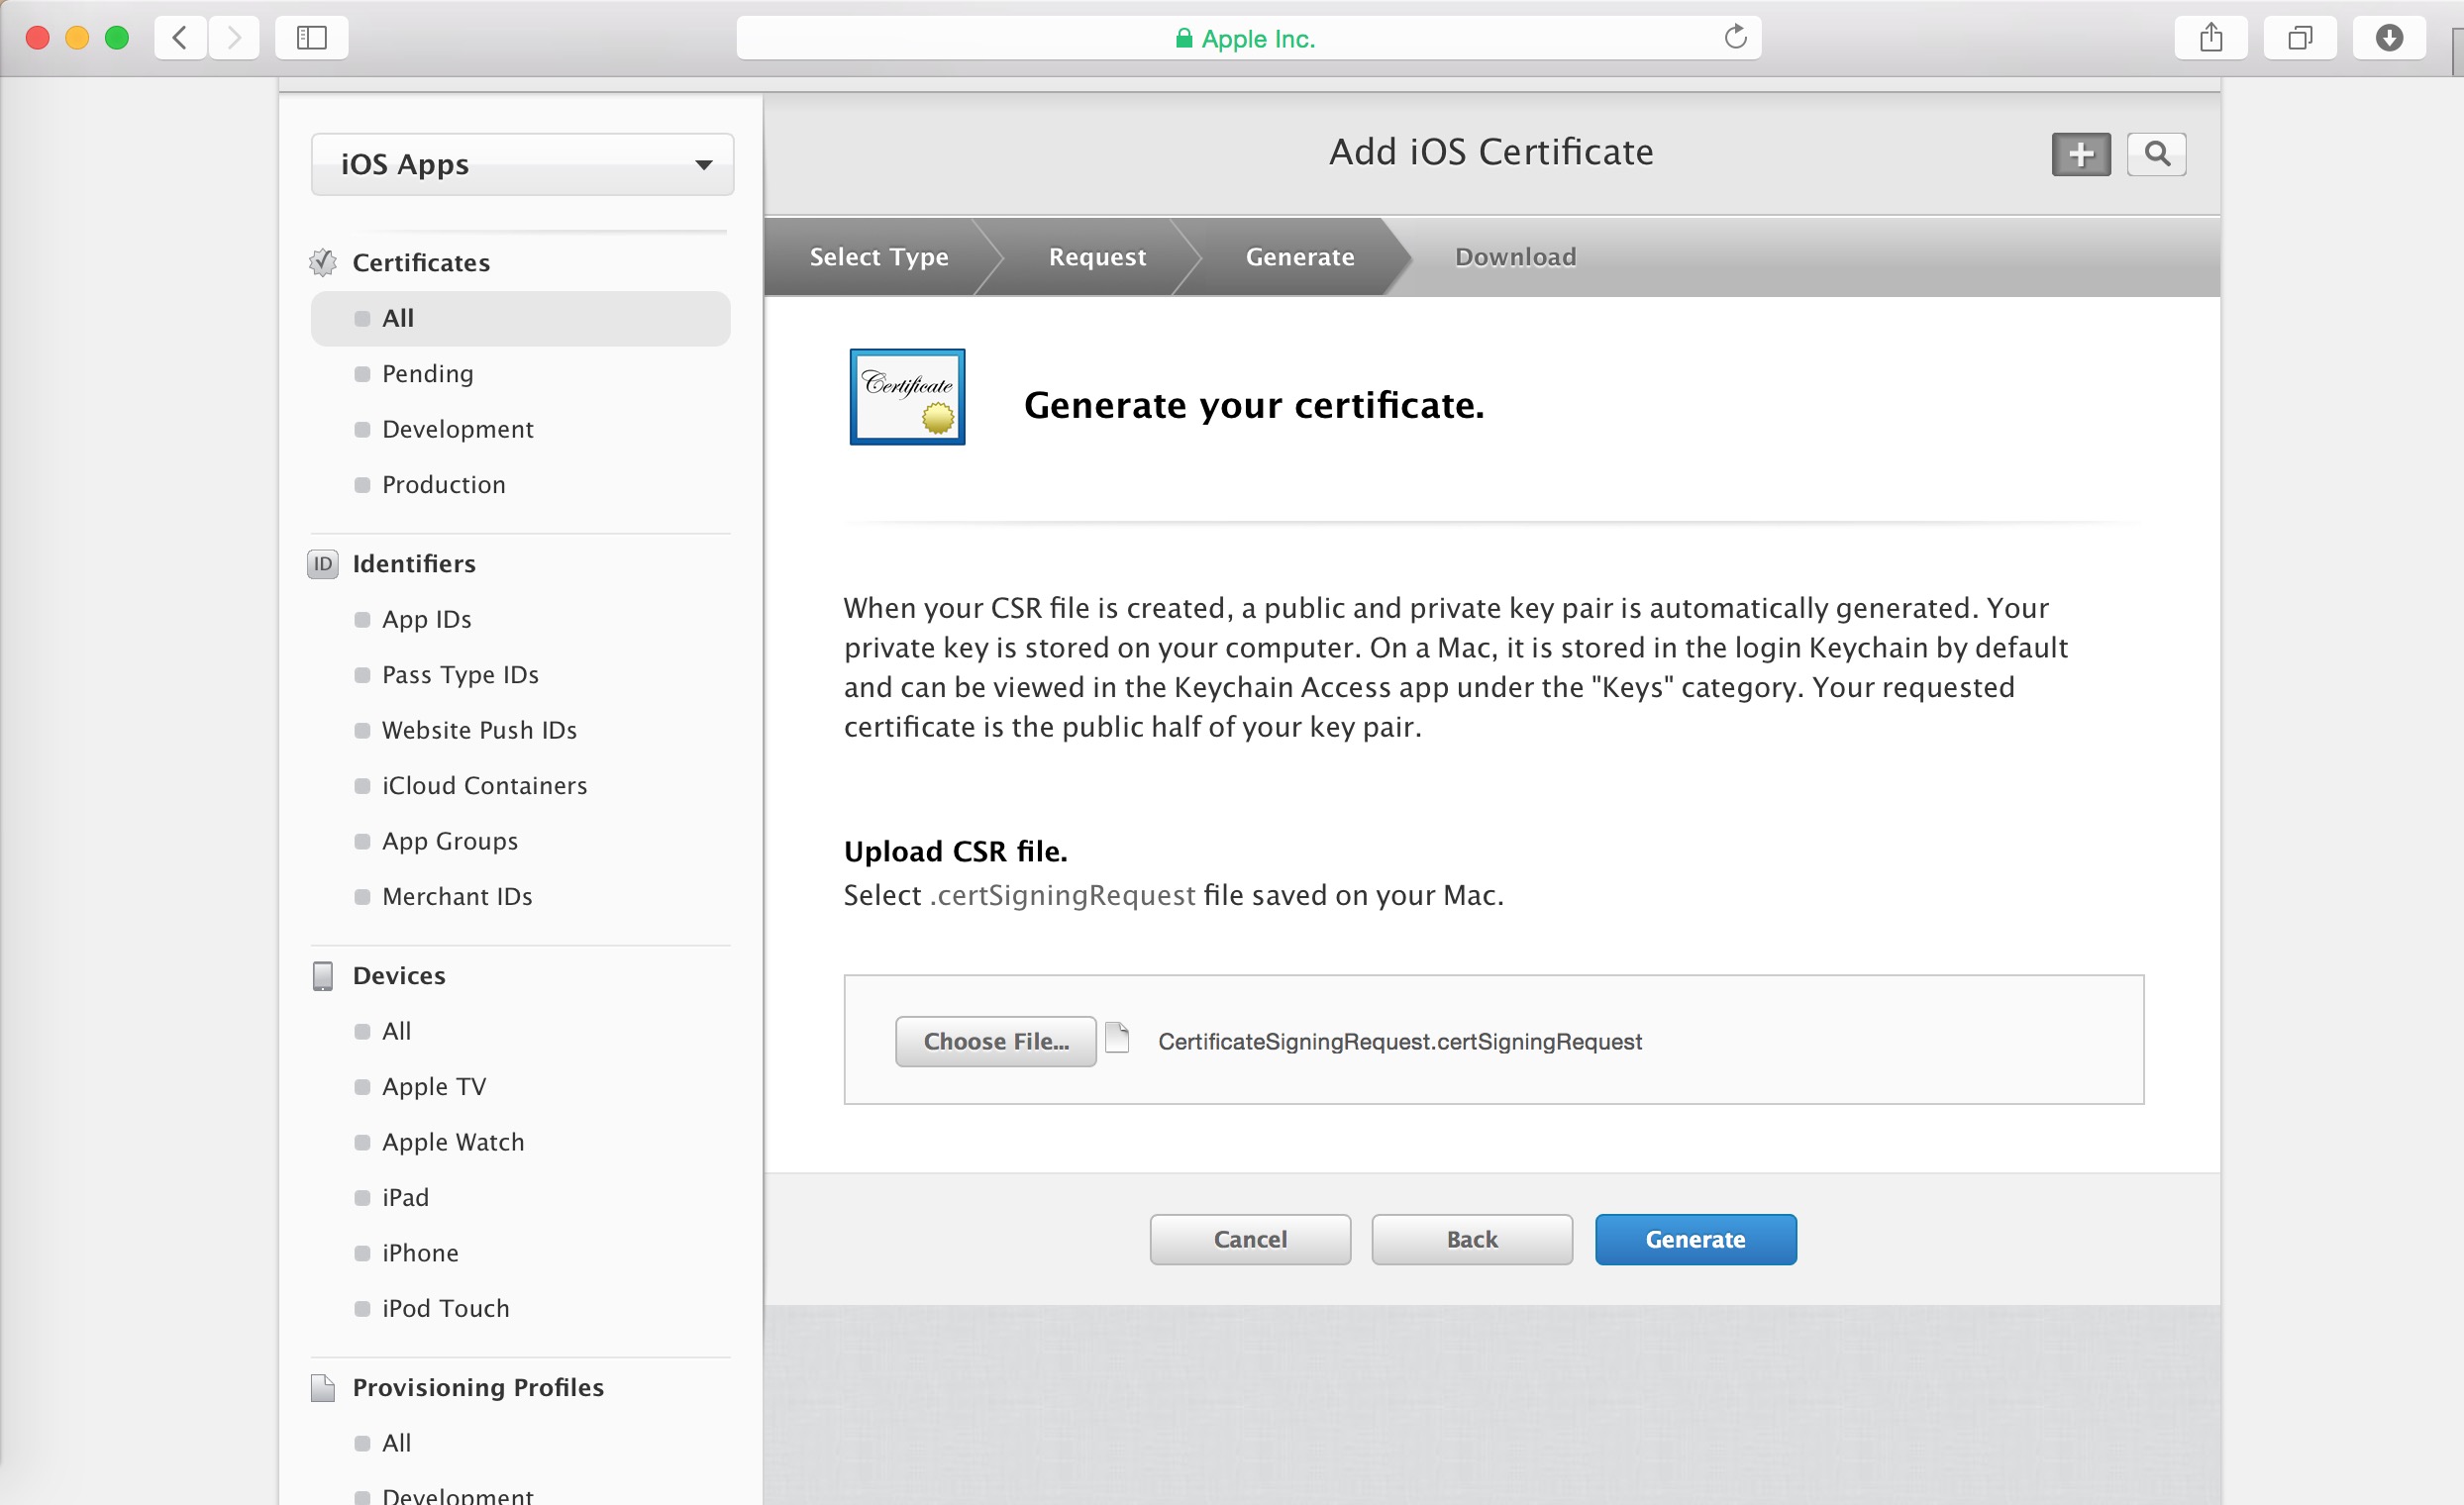 Apple Inc.
iOS Apps
Certificates
All
Pending
Development
Production
ID Identifiers
App IDs
Pass Type IDs
Website Push IDs
iCloud Containers
App Groups
Merchant IDs
Devices
All
Apple TV
Apple Watch
iPad
iPhone
iPod Touch
Provisioning Profiles
All
Development
Add iOS Certificate
Select Type Request Generate Download
Certificate
Generate your certificate.
When your CSR file is created, a public and private key pair is automatically generated. Your
private key is stored on your computer. On a Mac, it is stored in the login Keychain by default
and can be viewed in the Keychain Access app under the "Keys" category. Your requested
certificate is the public half of your key pair.
Upload CSR file.
Select .certSigningRequest file saved on your Mac.
Choose File... CertificateSigningRequest.certSigningRequest
Cancel Back Generate